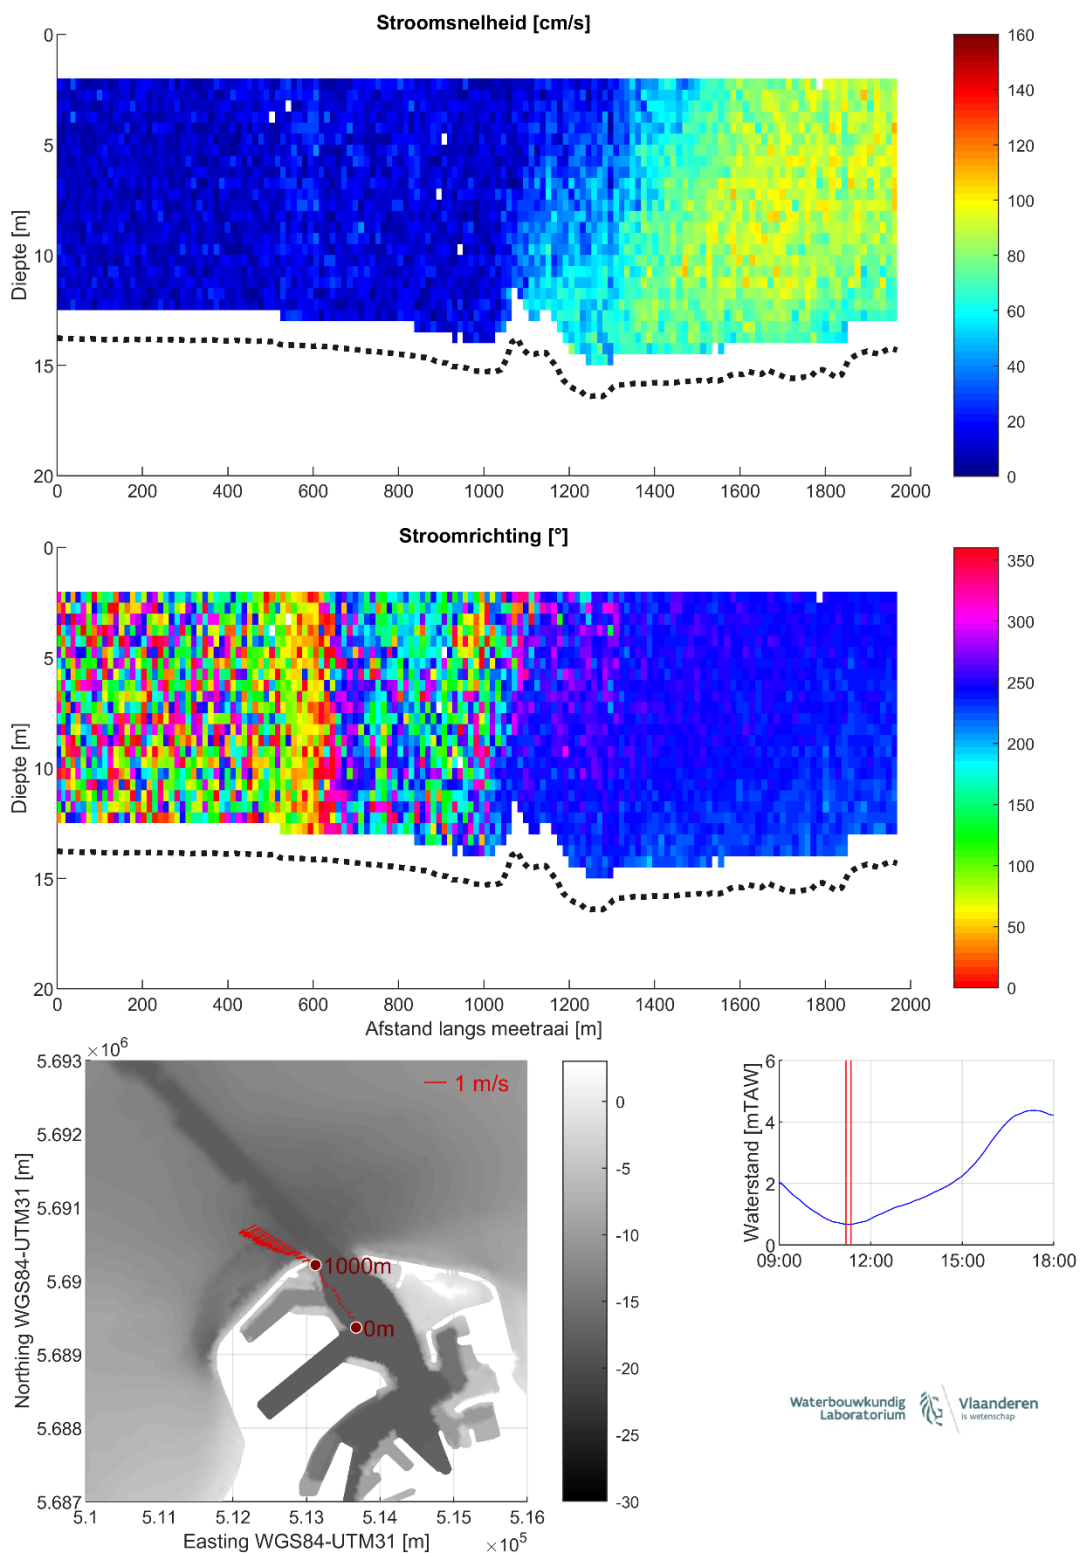 Stroomsnelheid [cm/s]
0
5
10
15
20
Diepte [m]
0 200 400 600 800 1000 1200 1400 1600 1800 2000
160
140
120
100
80
60
40
20
0
Stroomrichting [°]
0
5
10
15
20
Diepte [m]
0 200 400 600 800 1000 1200 1400 1600 1800 2000
Afstand langs meetraai [m]
350
300
250
200
150
100
50
0
×10⁶
5.693
5.692
5.691
5.69
5.689
5.688
5.687
Northing WGS84-UTM31 [m]
1 m/s
1000m
0m
5.1 5.11 5.12 5.13 5.14 5.15 5.16
Easting WGS84-UTM31 [m]
×10⁵
0
-5
-10
-15
-20
-25
-30
Waterstand [mTAW]
6
4
2
0
09:00 12:00 15:00 18:00
Waterbouwkundig
Laboratorium
Vlaanderen
is wetenschap